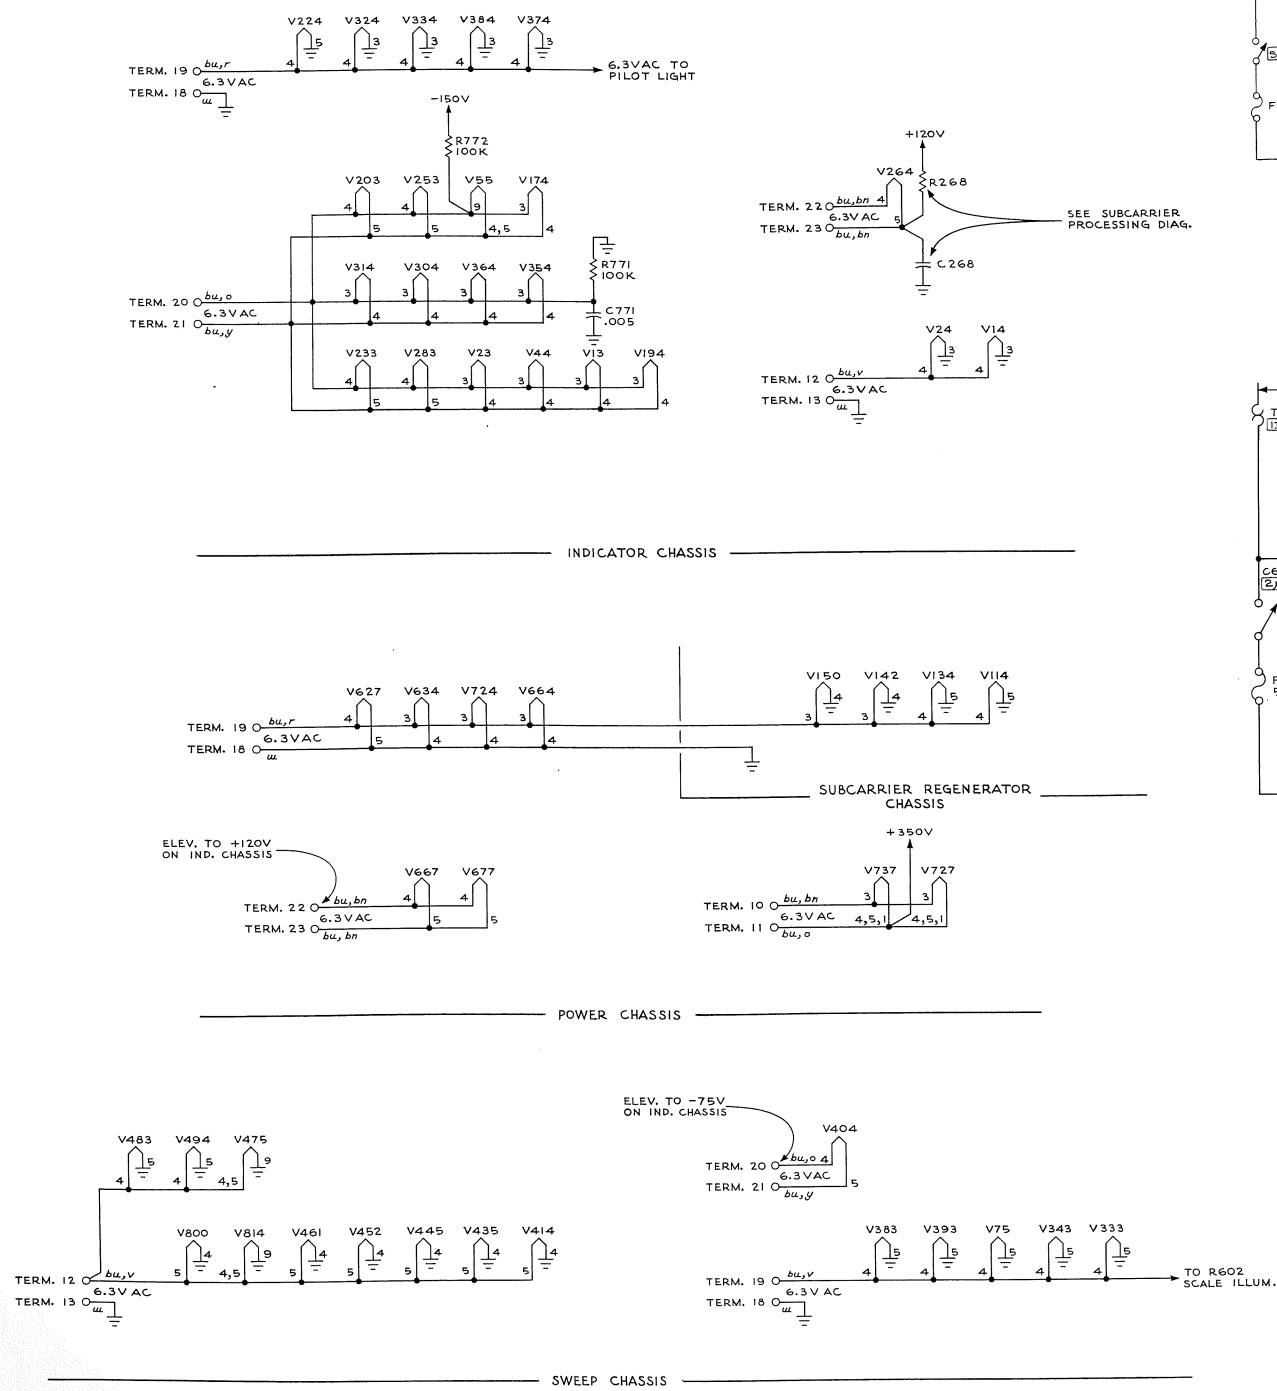 V224 V324 V334 V384 V374
5 3 3 3 3
4 4 4 4 4
TERM. 19 bu,r
6.3VAC
TERM. 18 w
6.3VAC TO
PILOT LIGHT
-150V
R772
100K
V203 V253 V55 V174
4 4 9 3
5 5 4,5 4
R771
100K
V314 V304 V364 V354
3 3 3 3
TERM. 20 bu,o
6.3VAC
TERM. 21 bu,y
4 4 4 4
C771
.005
V233 V283 V23 V44 V13 V194
4 4 3 3 3 3
5 5 4 4 4 4
+120V
V264
R268
TERM. 22 bu,bn 4
6.3VAC 5
TERM. 23 bu,bn
SEE SUBCARRIER
PROCESSING DIAG.
C268
V24 V14
3 3
4 4
TERM. 12 bu,v
6.3VAC
TERM. 13 w
INDICATOR CHASSIS
V627 V634 V724 V664
4 3 3 3
TERM. 19 bu,r
6.3VAC
TERM. 18 w
5 4 4 4
V150 V142 V134 V114
4 4 5 5
3 3 4 4
SUBCARRIER REGENERATOR
CHASSIS
ELEV. TO +120V
ON IND. CHASSIS
V667 V677
4 4
TERM. 22 bu,bn
6.3VAC
TERM. 23 bu,bn
5 5
+350V
V737 V727
3 3
TERM. 10 bu,bn
6.3VAC 4,5,1 4,5,1
TERM. 11 bu,o
POWER CHASSIS
V483 V494 V475
5 5 9
4 4 4,5
V800 V814 V461 V452 V445 V435 V414
4 9 4 4 4 4 4
5 4,5 5 5 5 5 5
TERM. 12 bu,v
6.3VAC
TERM. 13 w
ELEV. TO -75V
ON IND. CHASSIS
V404
TERM. 20 bu,o 4
6.3VAC
TERM. 21 bu,y 5
V383 V393 V75 V343 V333
5 5 5 5 5
4 4 4 4 4
TERM. 19 bu,v
6.3VAC
TERM. 18 w
TO R602
SCALE ILLUM.
SWEEP CHASSIS